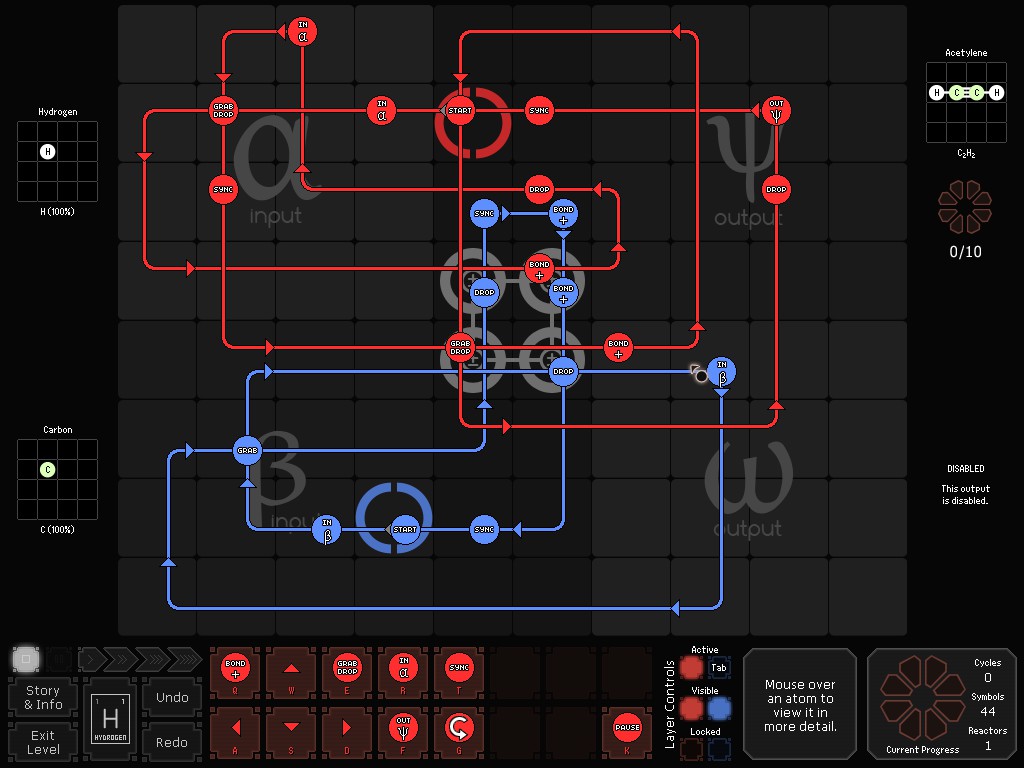 Hydrogen
H
H (100%)
Carbon
C
C (100%)
IN
α
GRAB
DROP
IN
α
START
SYNC
OUT
ψ
SYNC
DROP
DROP
α
input
ψ
output
SYNC
BOND
+
BOND
+
DROP
BOND
+
GRAB
DROP
BOND
+
DROP
IN
β
GRAB
β
input
IN
β
START
SYNC
ω
output
Acetylene
H C C H
C₂H₂
0/10
DISABLED
This output
is disabled.
Story
& Info
Exit
Level
1 1
H
HYDROGEN
Undo
Redo
BOND
+
Q
W
GRAB
DROP
E
IN
α
R
SYNC
T
A
S
D
OUT
ψ
F
G
PAUSE
K
Layer Controls
Active
Tab
Visible
Locked
Mouse over
an atom to
view it in
more detail.
Cycles
0
Symbols
44
Reactors
1
Current Progress